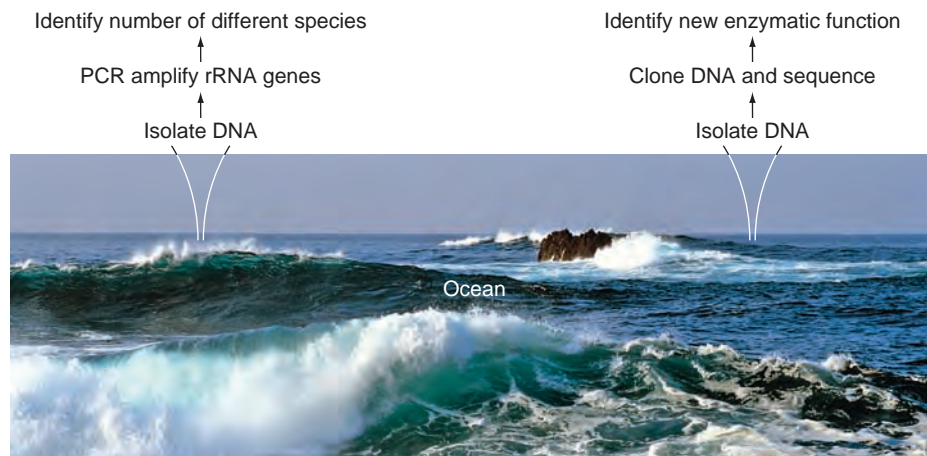 Identify number of different species
PCR amplify rRNA genes
Isolate DNA
Identify new enzymatic function
Clone DNA and sequence
Isolate DNA
Ocean